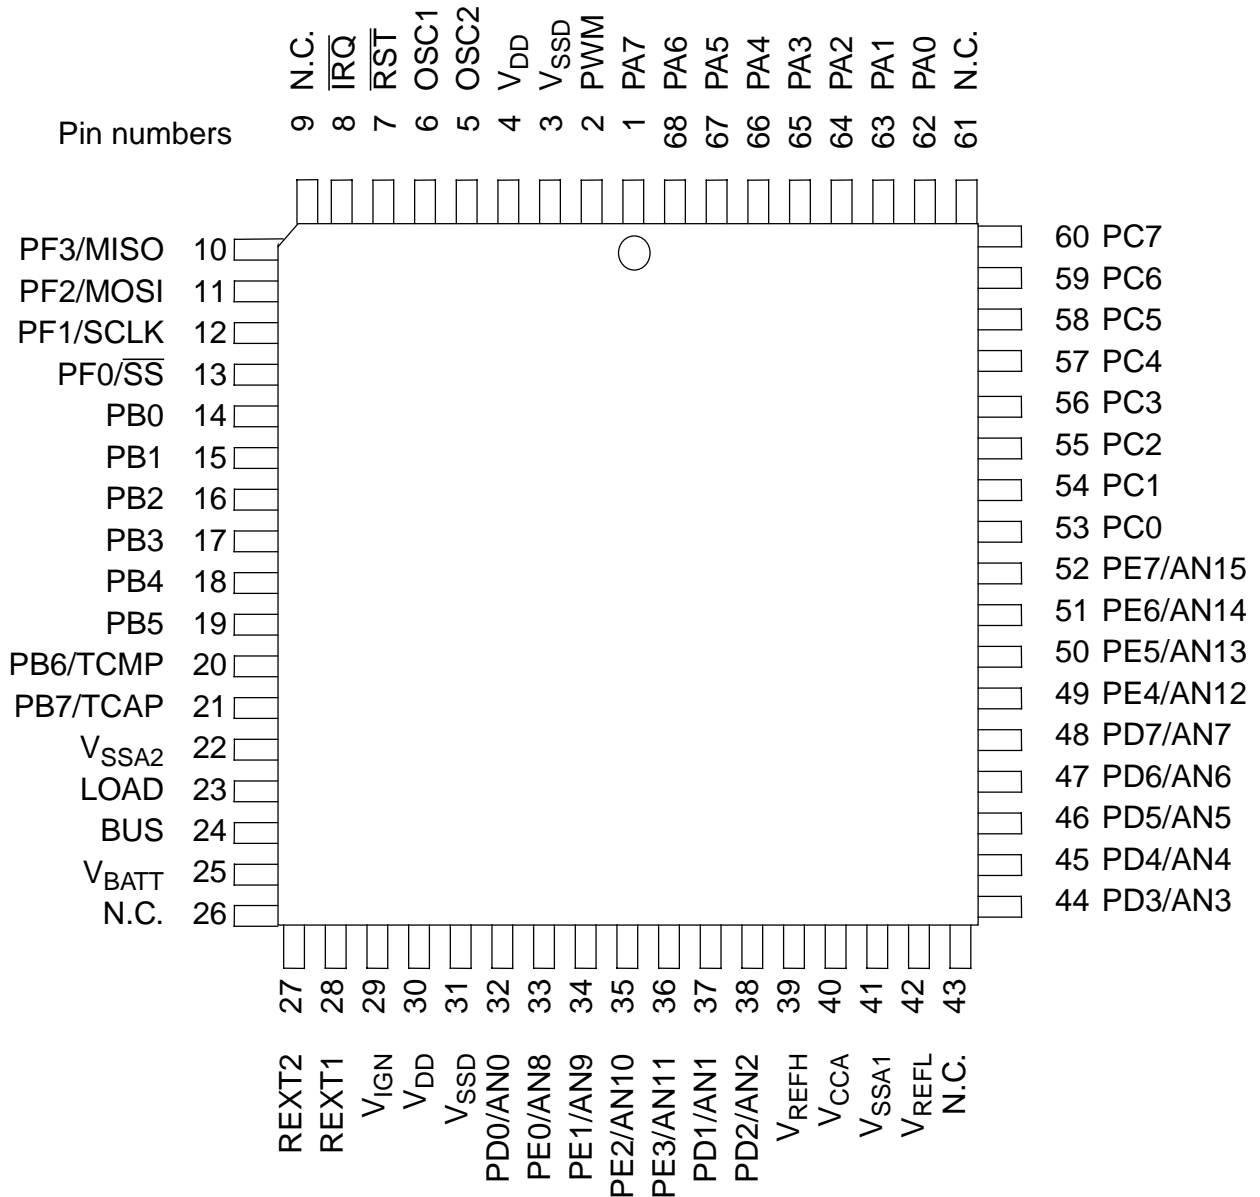 N.C. IRQ RST OSC1 OSC2 VDD VSSD PWM PA7 PA6 PA5 PA4 PA3 PA2 PA1 PA0 N.C.
Pin numbers 9 8 7 6 5 4 3 2 1 68 67 66 65 64 63 62 61
PF3/MISO 10
PF2/MOSI 11
PF1/SCLK 12
PF0/SS 13
PB0 14
PB1 15
PB2 16
PB3 17
PB4 18
PB5 19
PB6/TCMP 20
PB7/TCAP 21
VSSA2 22
LOAD 23
BUS 24
VBATT 25
N.C. 26
60 PC7
59 PC6
58 PC5
57 PC4
56 PC3
55 PC2
54 PC1
53 PC0
52 PE7/AN15
51 PE6/AN14
50 PE5/AN13
49 PE4/AN12
48 PD7/AN7
47 PD6/AN6
46 PD5/AN5
45 PD4/AN4
44 PD3/AN3
27 28 29 30 31 32 33 34 35 36 37 38 39 40 41 42 43
REXT2 REXT1 VIGN VDD VSSD PD0/AN0 PE0/AN8 PE1/AN9 PE2/AN10 PE3/AN11 PD1/AN1 PD2/AN2 VREFH VCCA VSSA1 VREFL N.C.